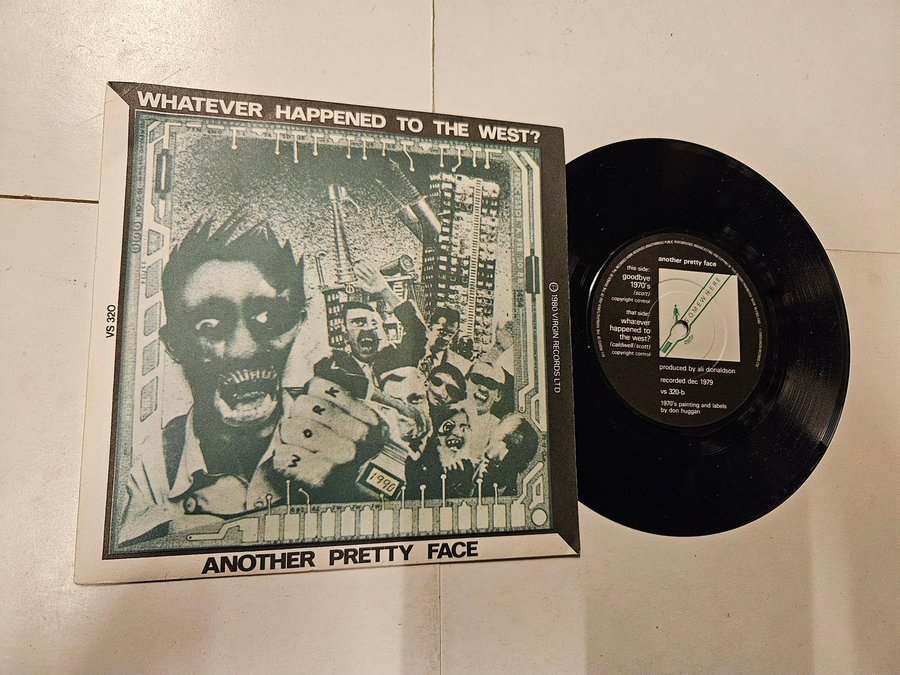 WHATEVER HAPPENED TO THE WEST?
VS 320
Ⓟ 1980 VIRGIN RECORDS LTD
WORK
1990
ANOTHER PRETTY FACE
another pretty face
this side:
goodbye
1970's
(scott)
copyright control
that side:
whatever
happened to
the west?
(caldwell/scott)
copyright control
SOMEWHERE
produced by ali donaldson
recorded dec 1979
vs 320-b
1970's painting and labels
by don huggan